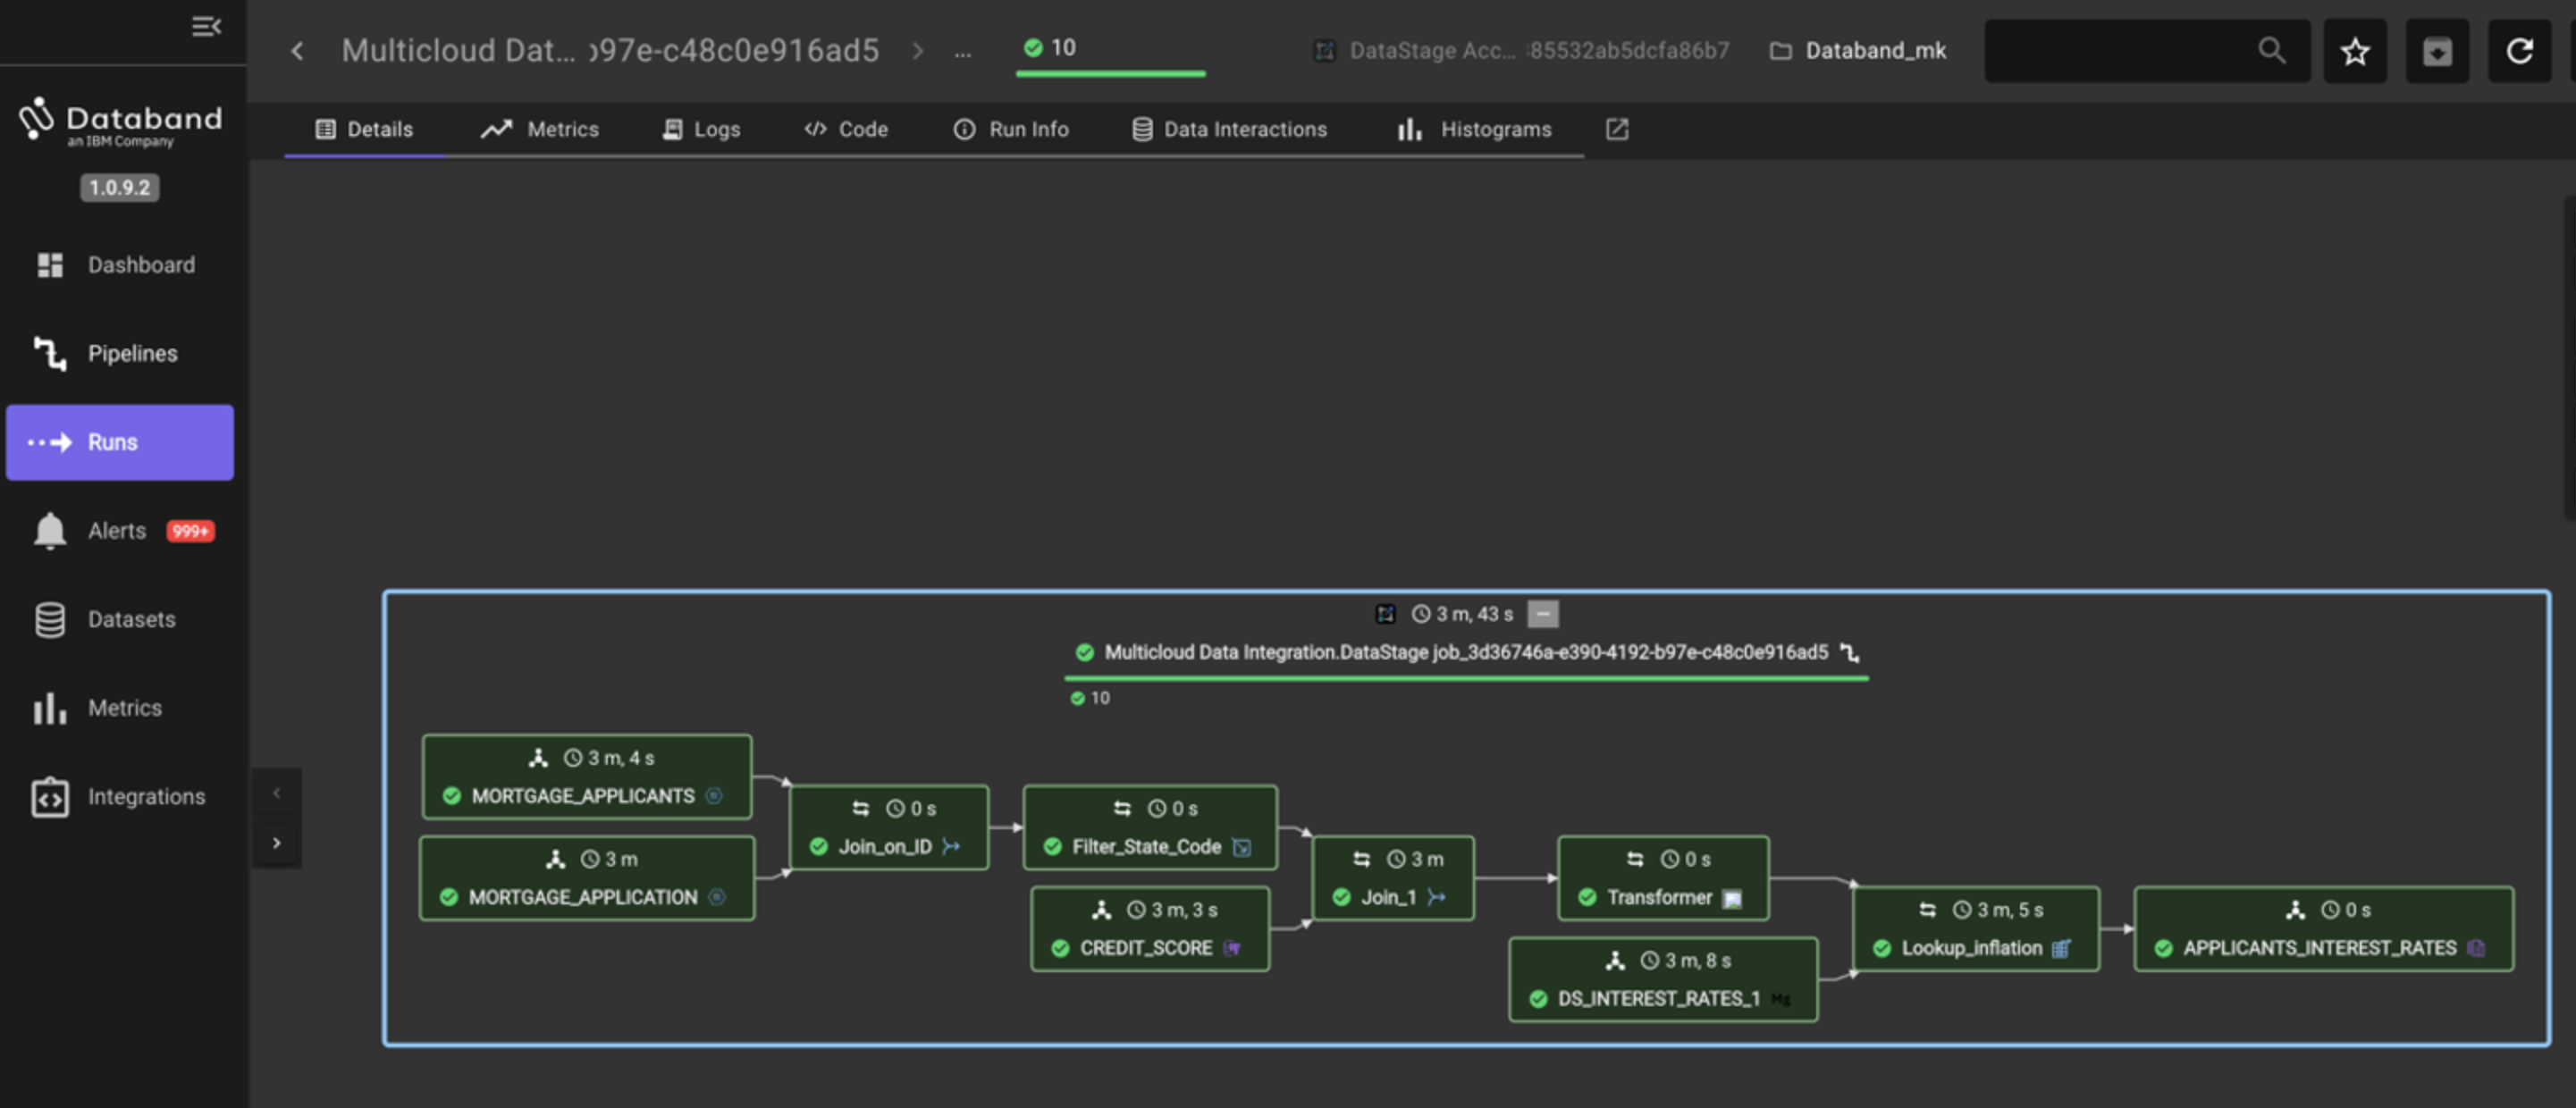 Multicloud Dat... b97e-c48c0e916ad5 > ... 10
DataStage Acc... :85532ab5dcfa86b7
Databand_mk
Databand
an IBM Company
1.0.9.2
Dashboard
Pipelines
Runs
Alerts 999+
Datasets
Metrics
Integrations
Details
Metrics
Logs
Code
Run Info
Data Interactions
Histograms
3 m, 43 s
Multicloud Data Integration.DataStage job_3d36746a-e390-4192-b97e-c48c0e916ad5
10
3 m, 4 s
MORTGAGE_APPLICANTS
3 m
MORTGAGE_APPLICATION
0 s
Join_on_ID
0 s
Filter_State_Code
3 m, 3 s
CREDIT_SCORE
3 m
Join_1
0 s
Transformer
3 m, 8 s
DS_INTEREST_RATES_1 Mg
3 m, 5 s
Lookup_inflation
0 s
APPLICANTS_INTEREST_RATES